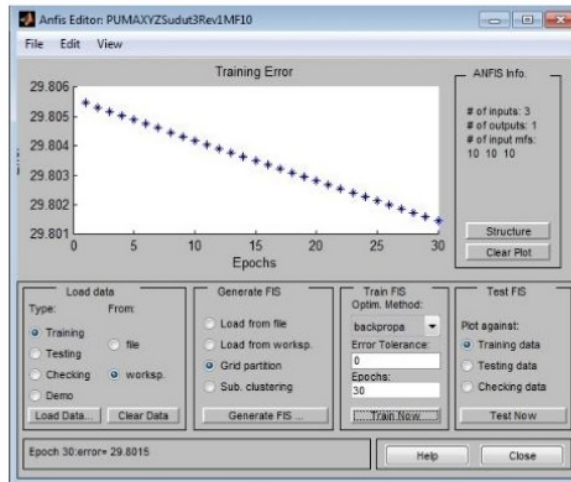 Anfis Editor: PUMAXYZSudut3Rev1MF10
File Edit View
Training Error
29.806
29.805
29.804
29.803
29.802
29.801
0 5 10 15 20 25 30
Epochs
ANFIS Info.
# of inputs: 3
# of outputs: 1
# of input mfs:
10 10 10
Structure
Clear Plot
Load data
Type: From:
Training
Testing
Checking
Demo
file
worksp.
Load Data... Clear Data
Generate FIS
Load from file
Load from worksp.
Grid partition
Sub. clustering
Generate FIS ...
Train FIS
Optim. Method:
backpropa
Error Tolerance:
0
Epochs:
30
Train Now
Test FIS
Plot against:
Training data
Testing data
Checking data
Test Now
Epoch 30:error= 29.8015
Help Close